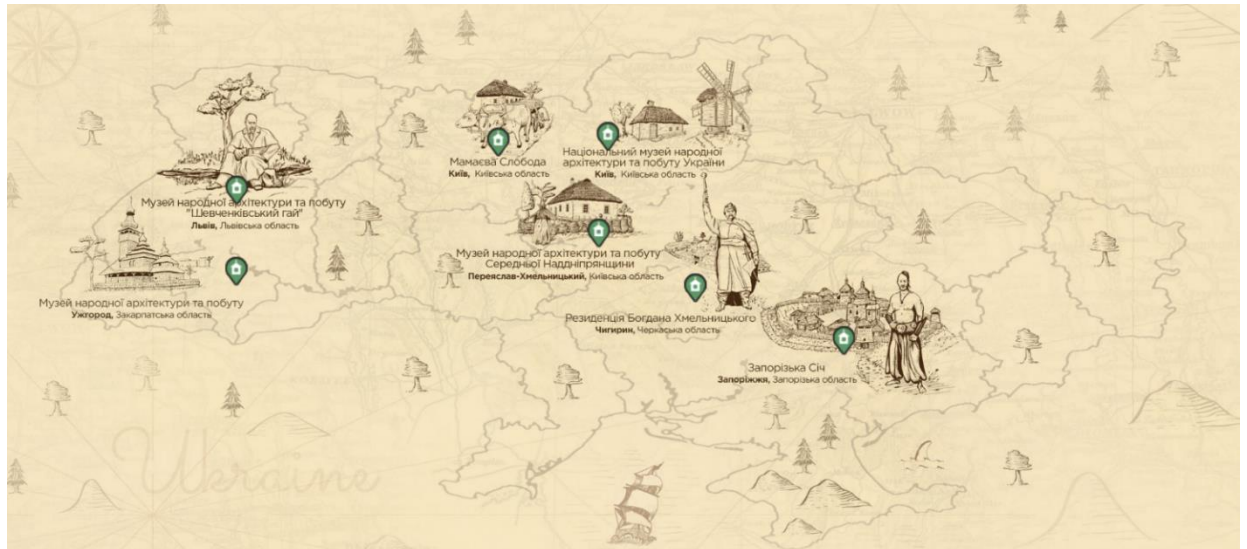 Мамаєва Слобода
Київ, Київська область
Національний музей народної
архітектури та побуту України
Київ, Київська область
Музей народної архітектури та побуту
"Шевченківський гай"
Львів, Львівська область
Музей народної архітектури та побуту
Середньої Наддніпрянщини
Переяслав-Хмельницький, Київська область
Музей народної архітектури та побуту
Ужгород, Закарпатська область
Резиденція Богдана Хмельницького
Чигирин, Черкаська область
Запорізька Січ
Запоріжжя, Запорізька область
Ukraine